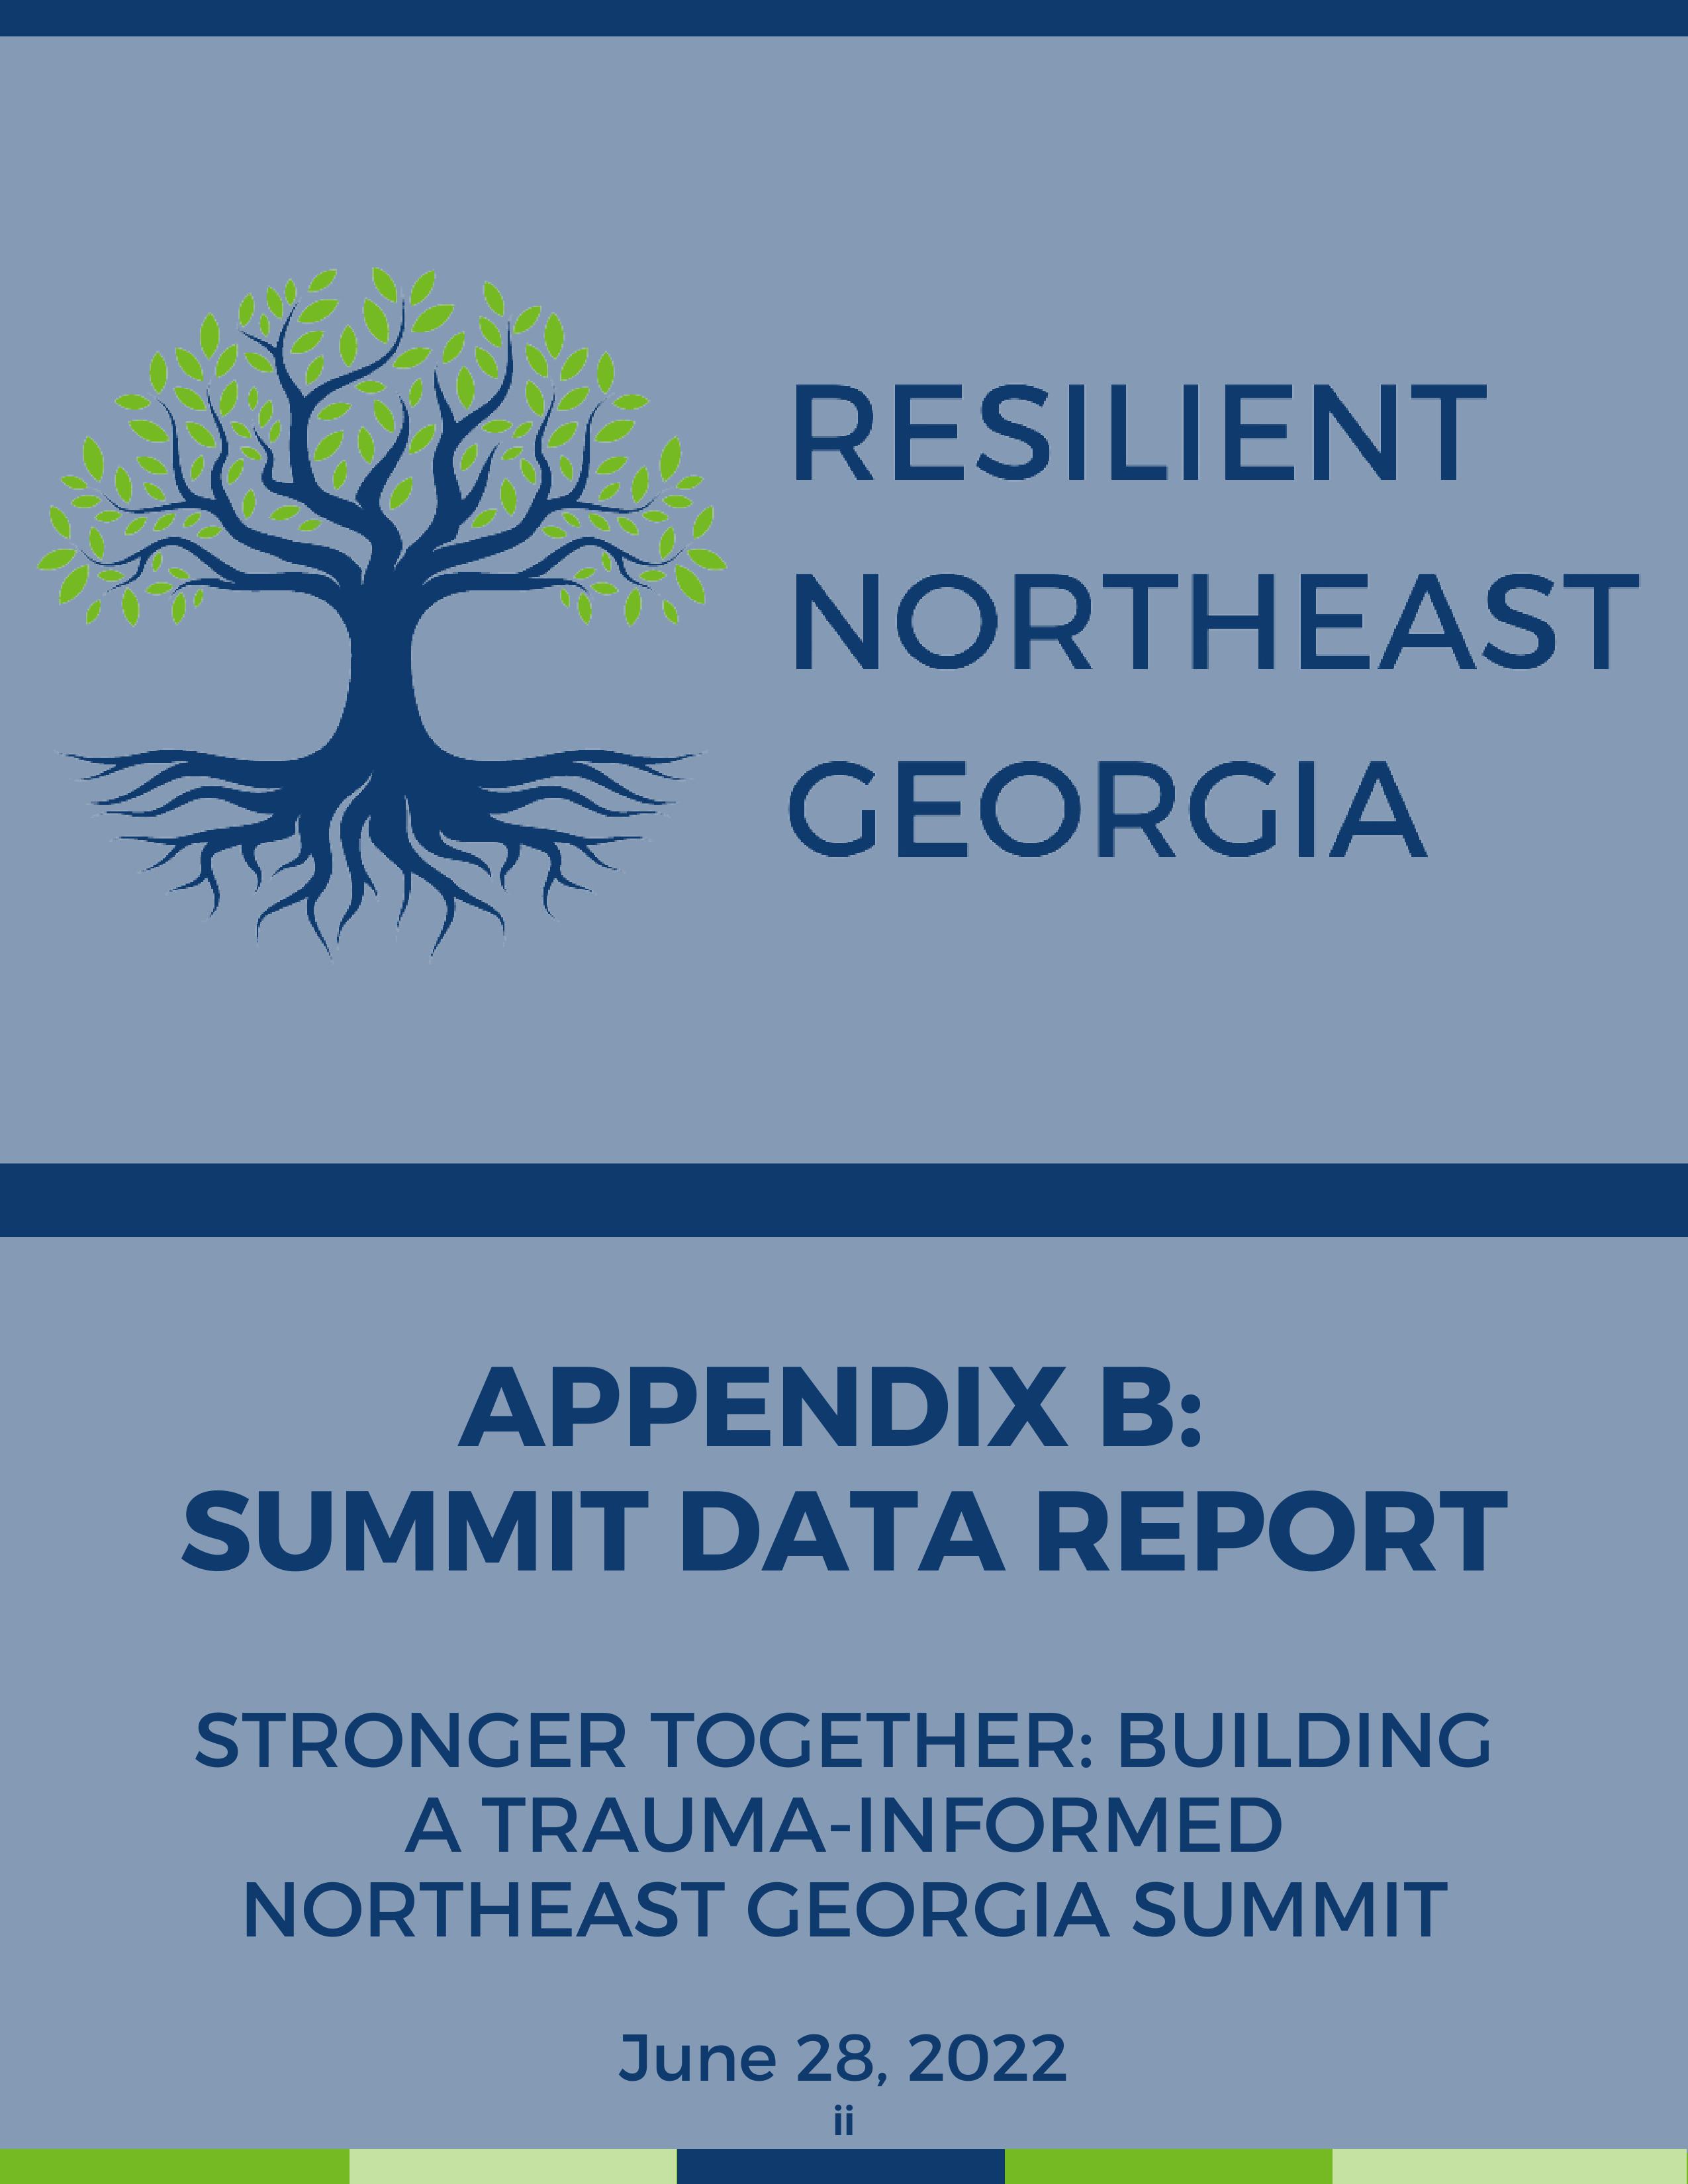 RESILIENT
NORTHEAST
GEORGIA
APPENDIX B:
SUMMIT DATA REPORT
STRONGER TOGETHER: BUILDING
A TRAUMA-INFORMED
NORTHEAST GEORGIA SUMMIT
June 28, 2022
ii